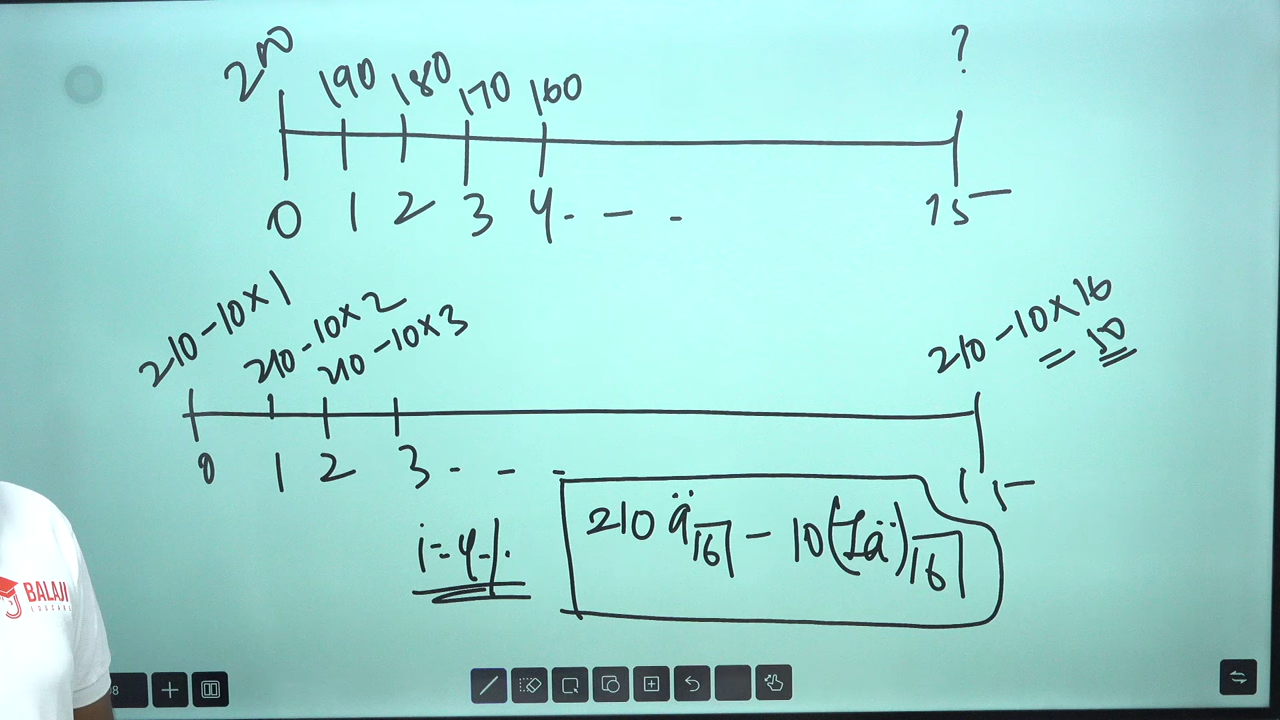 200 190 180 170 160 ?
0 1 2 3 4 - - - 15
210-10×1 210-10×2 210-10×3 210-10×16
= 50
0 1 2 3 - - - 15
i=4%
210 ä16 - 10(Iä)16
BALAJI
8